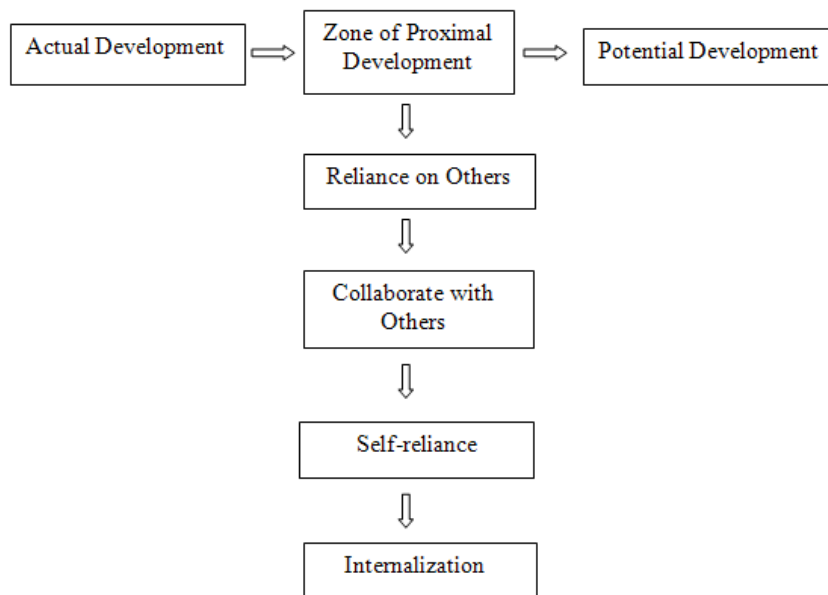 Actual Development
Zone of Proximal
Development
Potential Development
Reliance on Others
Collaborate with
Others
Self-reliance
Internalization